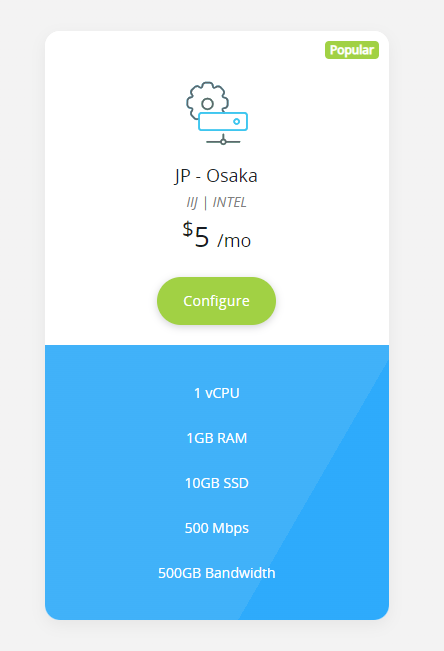 Popular
JP - Osaka
IIJ | INTEL
$5 /mo
Configure
1 vCPU
1GB RAM
10GB SSD
500 Mbps
500GB Bandwidth